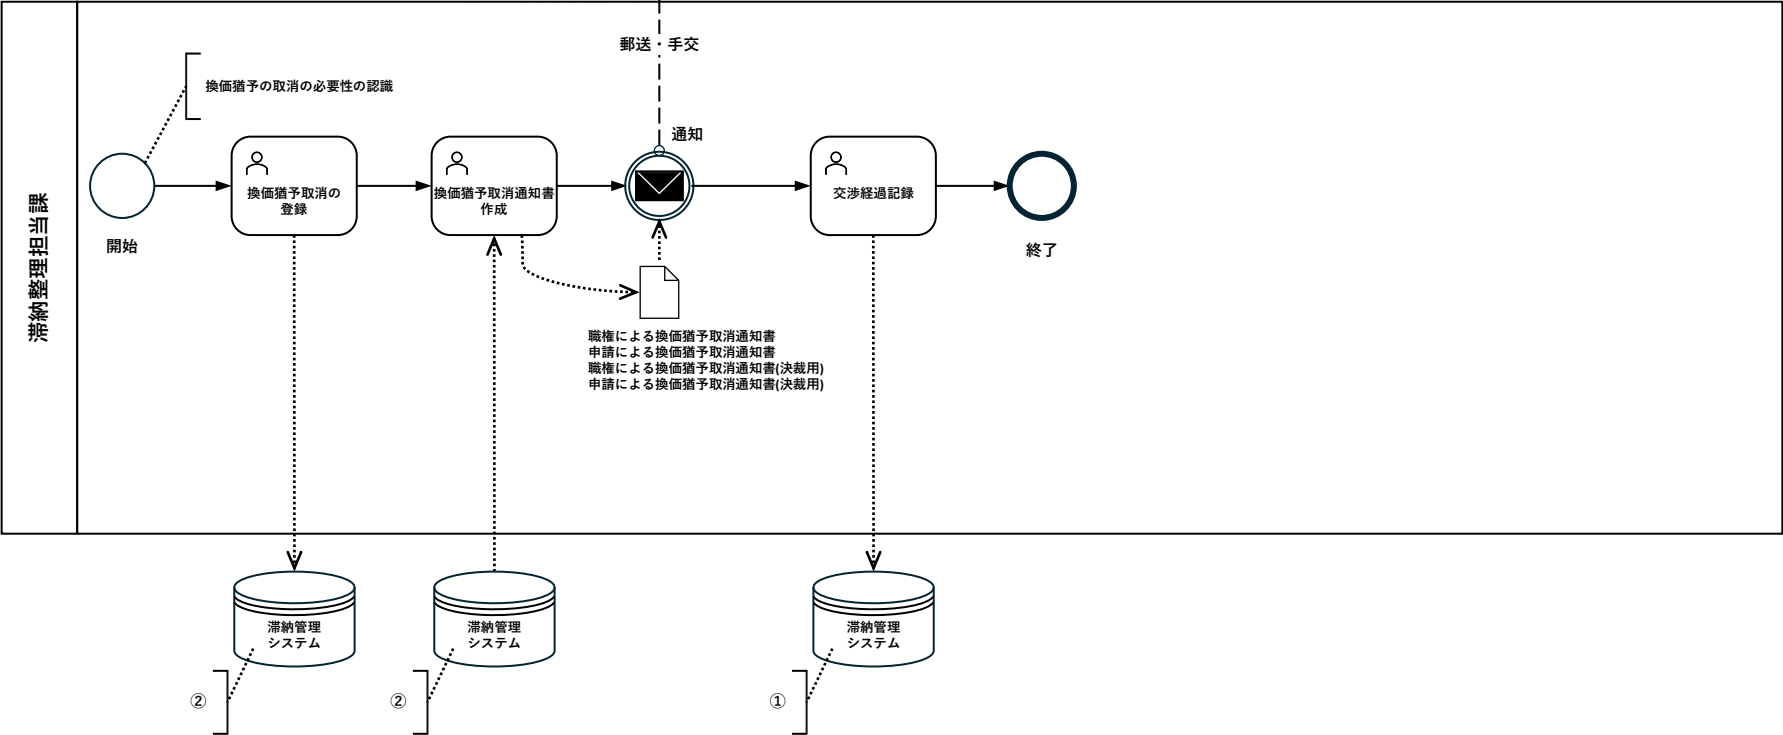 滞納整理担当課
郵送・手交
換価猶予の取消の必要性の認識
通知
開始
換価猶予取消の
登録
換価猶予取消通知書
作成
交渉経過記録
終了
職権による換価猶予取消通知書
申請による換価猶予取消通知書
職権による換価猶予取消通知書(決裁用)
申請による換価猶予取消通知書(決裁用)
滞納管理
システム
滞納管理
システム
滞納管理
システム
②
②
①